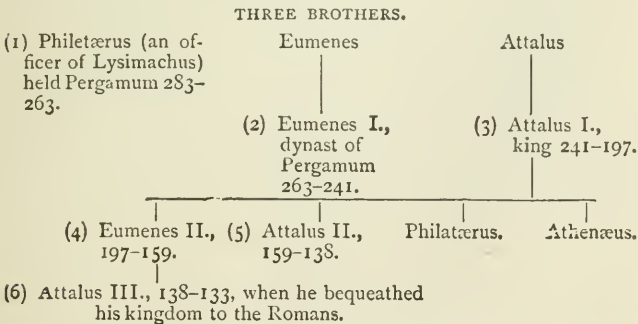 THREE BROTHERS.
(1) Philetærus (an of-
ficer of Lysimachus)
held Pergamum 283–
263.
Eumenes
Attalus
(2) Eumenes I.,
dynast of
Pergamum
263–241.
(3) Attalus I.,
king 241–197.
(4) Eumenes II.,
197–159.
(5) Attalus II.,
159–138.
Philatærus.
Athenæus.
(6) Attalus III., 138–133, when he bequeathed
his kingdom to the Romans.